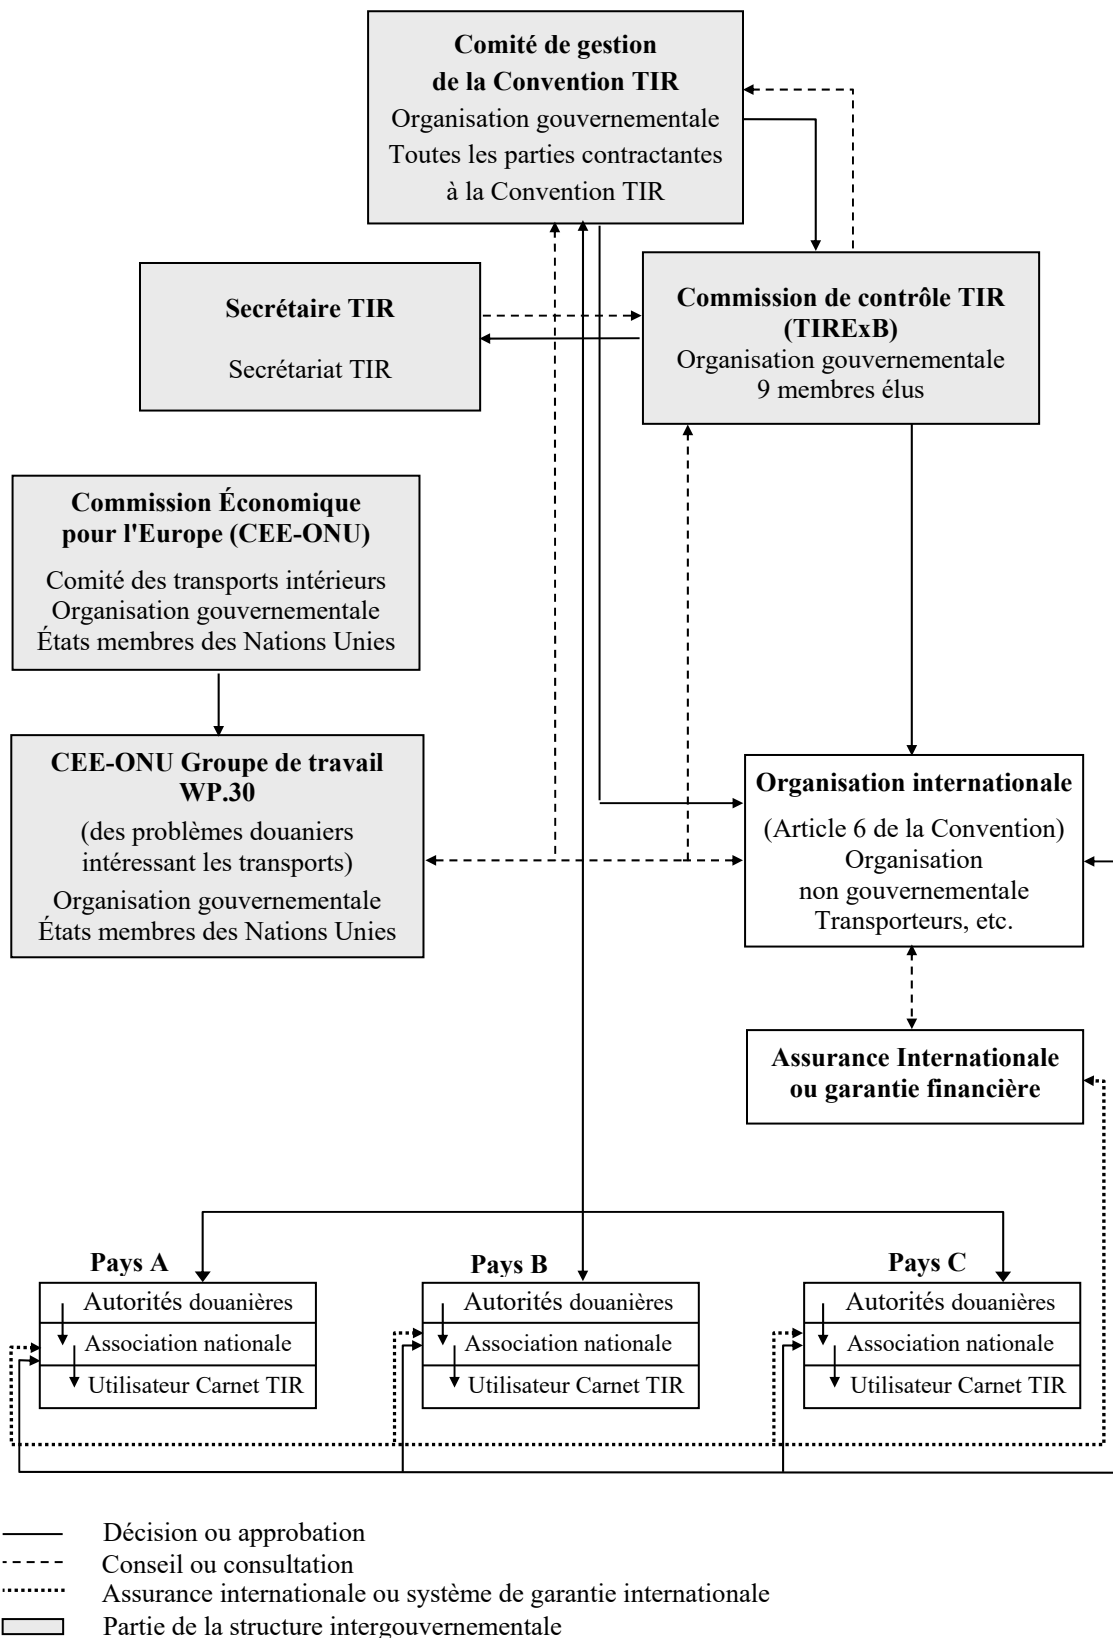 Comité de gestion
de la Convention TIR
Organisation gouvernementale
Toutes les parties contractantes
à la Convention TIR
Secrétaire TIR
Secrétariat TIR
Commission de contrôle TIR
(TIRExB)
Organisation gouvernementale
9 membres élus
Commission Économique
pour l'Europe (CEE-ONU)
Comité des transports intérieurs
Organisation gouvernementale
États membres des Nations Unies
CEE-ONU Groupe de travail
WP.30
(des problèmes douaniers
intéressant les transports)
Organisation gouvernementale
États membres des Nations Unies
Organisation internationale
(Article 6 de la Convention)
Organisation
non gouvernementale
Transporteurs, etc.
Assurance Internationale
ou garantie financière
Pays A
Autorités douanières
Association nationale
Utilisateur Carnet TIR
Pays B
Autorités douanières
Association nationale
Utilisateur Carnet TIR
Pays C
Autorités douanières
Association nationale
Utilisateur Carnet TIR
Décision ou approbation
Conseil ou consultation
Assurance internationale ou système de garantie internationale
Partie de la structure intergouvernementale